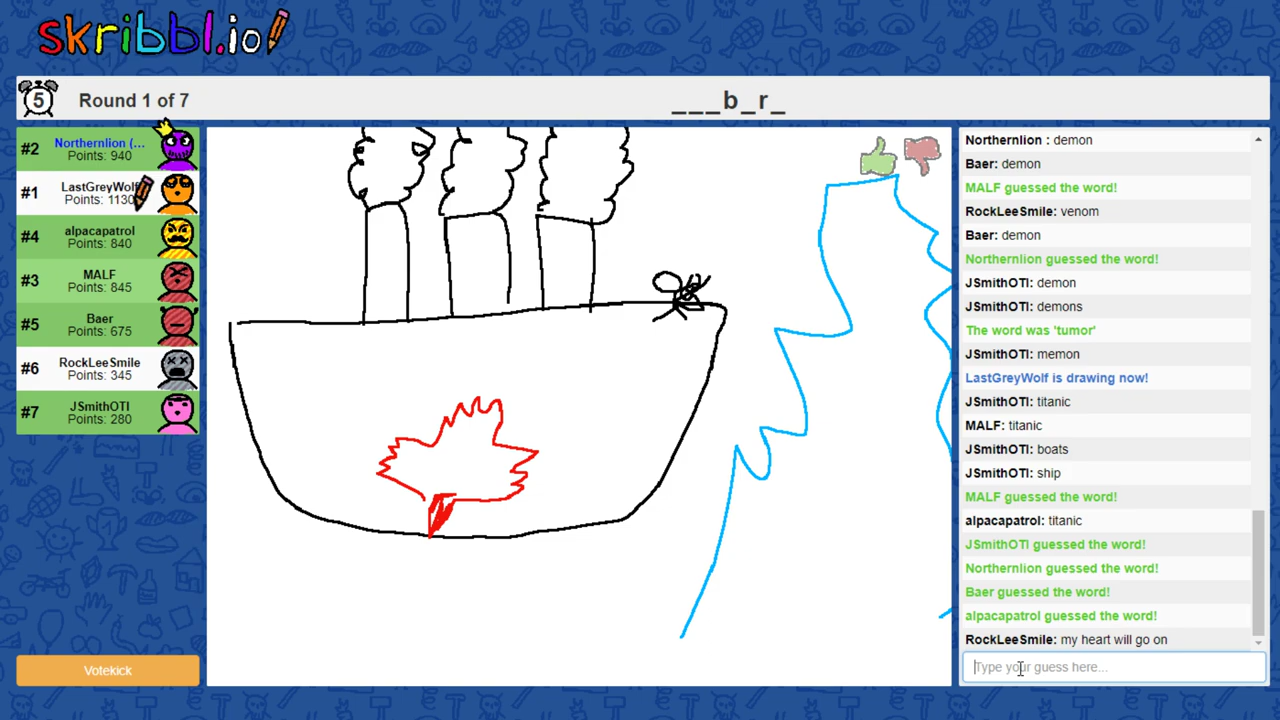 skribbl.io
5
Round 1 of 7
___b_r_
#2
Northernlion (...
Points: 940
#1
LastGreyWolf
Points: 1130
#4
alpacapatrol
Points: 840
#3
MALF
Points: 845
#5
Baer
Points: 675
#6
RockLeeSmile
Points: 345
#7
JSmithOTI
Points: 280
Votekick
Northernlion : demon
Baer: demon
MALF guessed the word!
RockLeeSmile: venom
Baer: demon
Northernlion guessed the word!
JSmithOTI: demon
JSmithOTI: demons
The word was 'tumor'
JSmithOTI: memon
LastGreyWolf is drawing now!
JSmithOTI: titanic
MALF: titanic
JSmithOTI: boats
JSmithOTI: ship
MALF guessed the word!
alpacapatrol: titanic
JSmithOTI guessed the word!
Northernlion guessed the word!
Baer guessed the word!
alpacapatrol guessed the word!
RockLeeSmile: my heart will go on
Type your guess here...